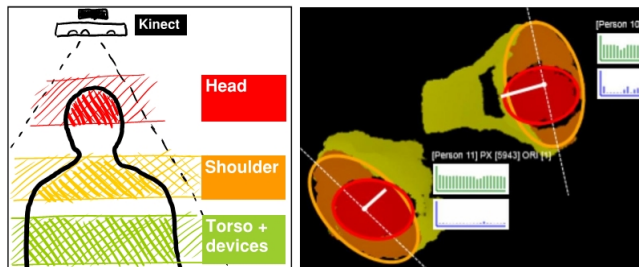 Kinect
Head
Shoulder
Torso +
devices
[Person 10
[Person 11] PX [5943] ORI [1]